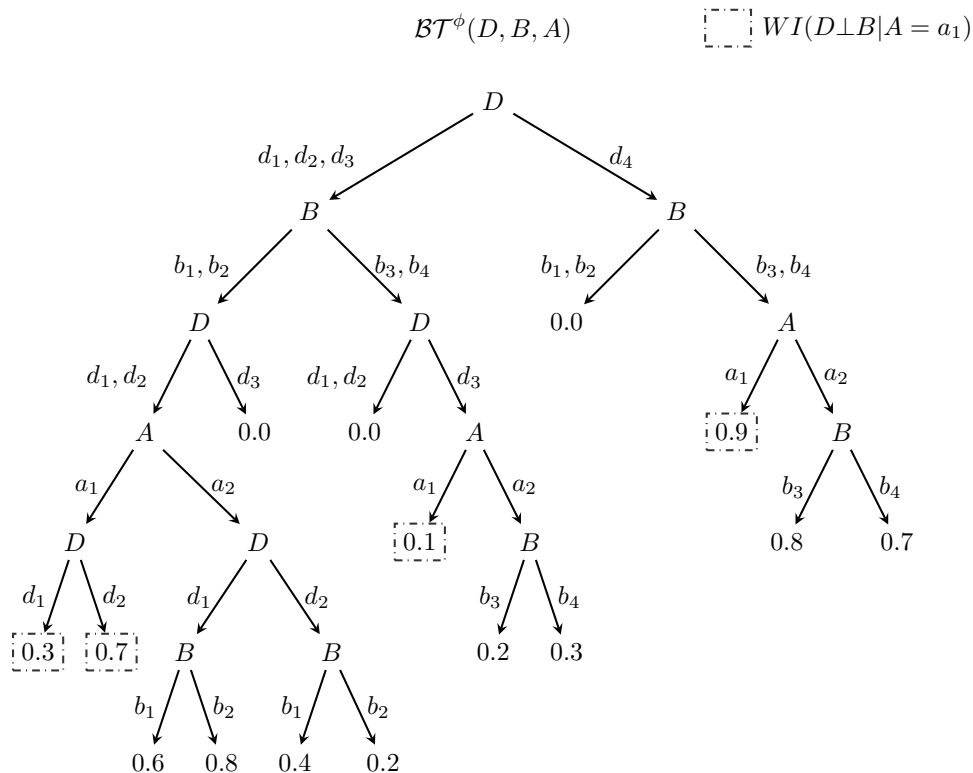 𝓑𝓣^ϕ(D, B, A) WI(D⊥B|A = a₁)
D
d₁, d₂, d₃ d₄
B B
b₁, b₂ b₃, b₄ b₁, b₂ b₃, b₄
D D 0.0 A
d₁, d₂ d₃ d₁, d₂ d₃ a₁ a₂
A 0.0 0.0 A 0.9 B
a₁ a₂ a₁ a₂ b₃ b₄
D D 0.1 B 0.8 0.7
d₁ d₂ d₁ d₂ b₃ b₄
0.3 0.7 B B 0.2 0.3
b₁ b₂ b₁ b₂
0.6 0.8 0.4 0.2